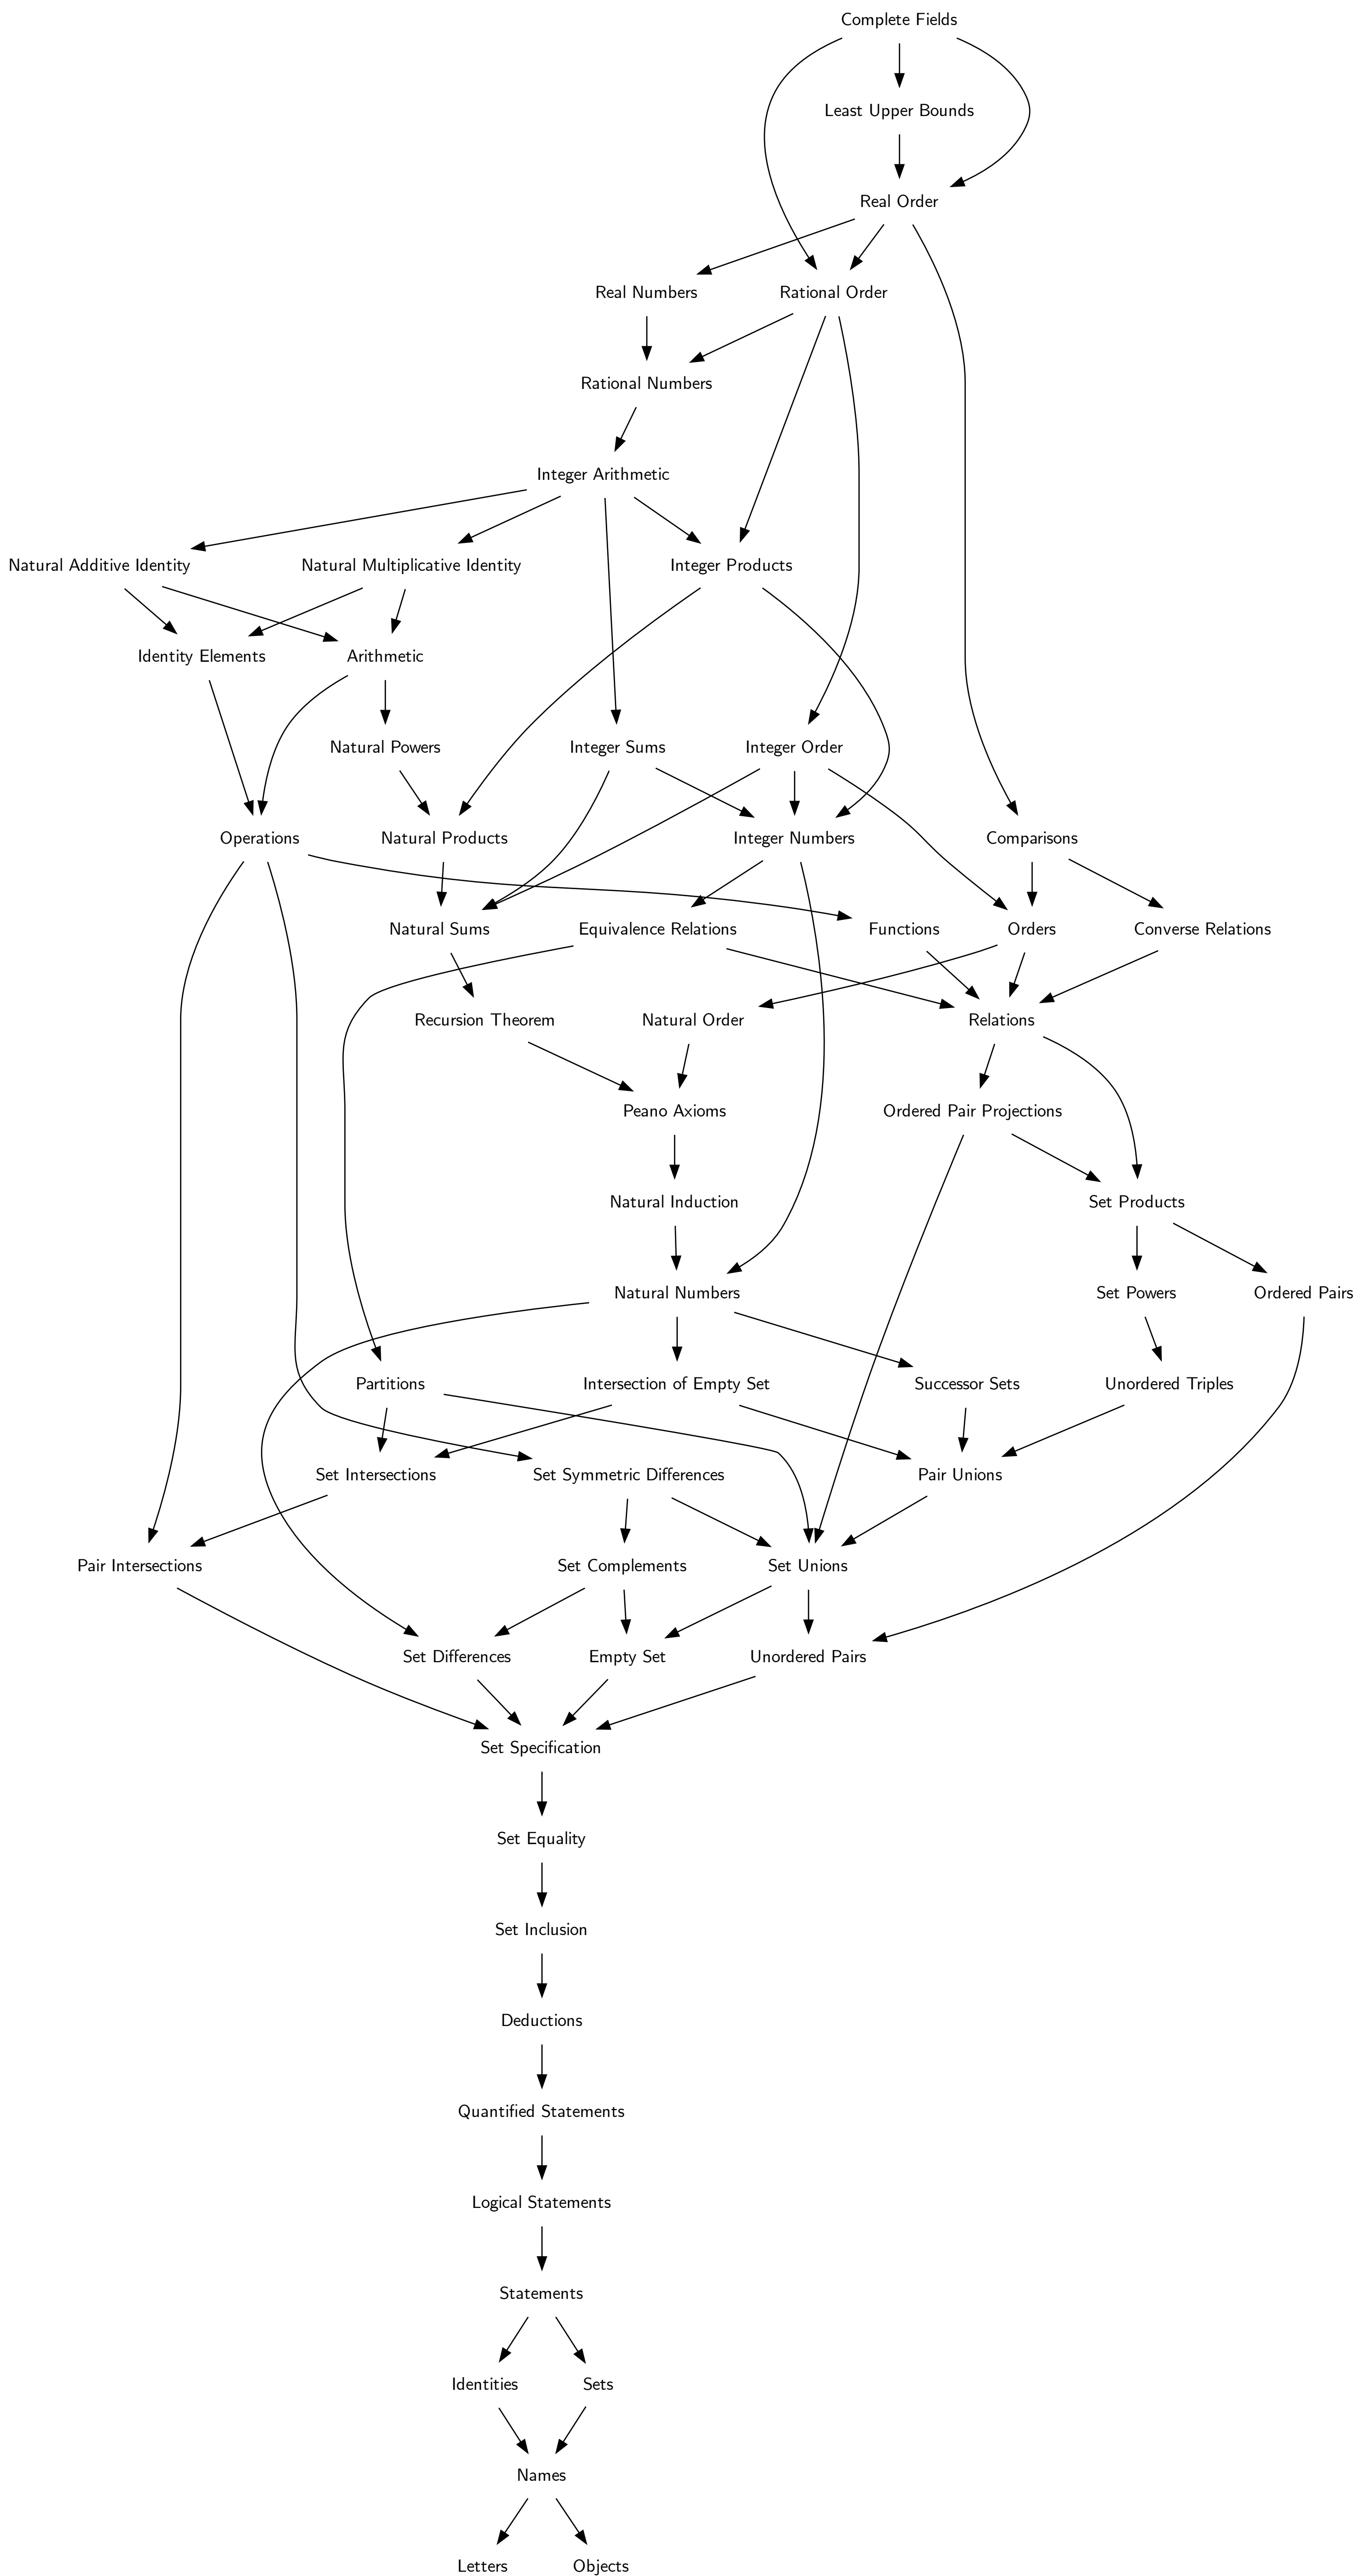 Complete Fields
Least Upper Bounds
Real Order
Real Numbers
Rational Order
Rational Numbers
Integer Arithmetic
Natural Additive Identity
Natural Multiplicative Identity
Integer Products
Identity Elements
Arithmetic
Natural Powers
Integer Sums
Integer Order
Operations
Natural Products
Integer Numbers
Comparisons
Natural Sums
Equivalence Relations
Functions
Orders
Converse Relations
Recursion Theorem
Natural Order
Relations
Peano Axioms
Ordered Pair Projections
Natural Induction
Set Products
Natural Numbers
Set Powers
Ordered Pairs
Partitions
Intersection of Empty Set
Successor Sets
Unordered Triples
Set Intersections
Set Symmetric Differences
Pair Unions
Pair Intersections
Set Complements
Set Unions
Set Differences
Empty Set
Unordered Pairs
Set Specification
Set Equality
Set Inclusion
Deductions
Quantified Statements
Logical Statements
Statements
Identities
Sets
Names
Letters
Objects